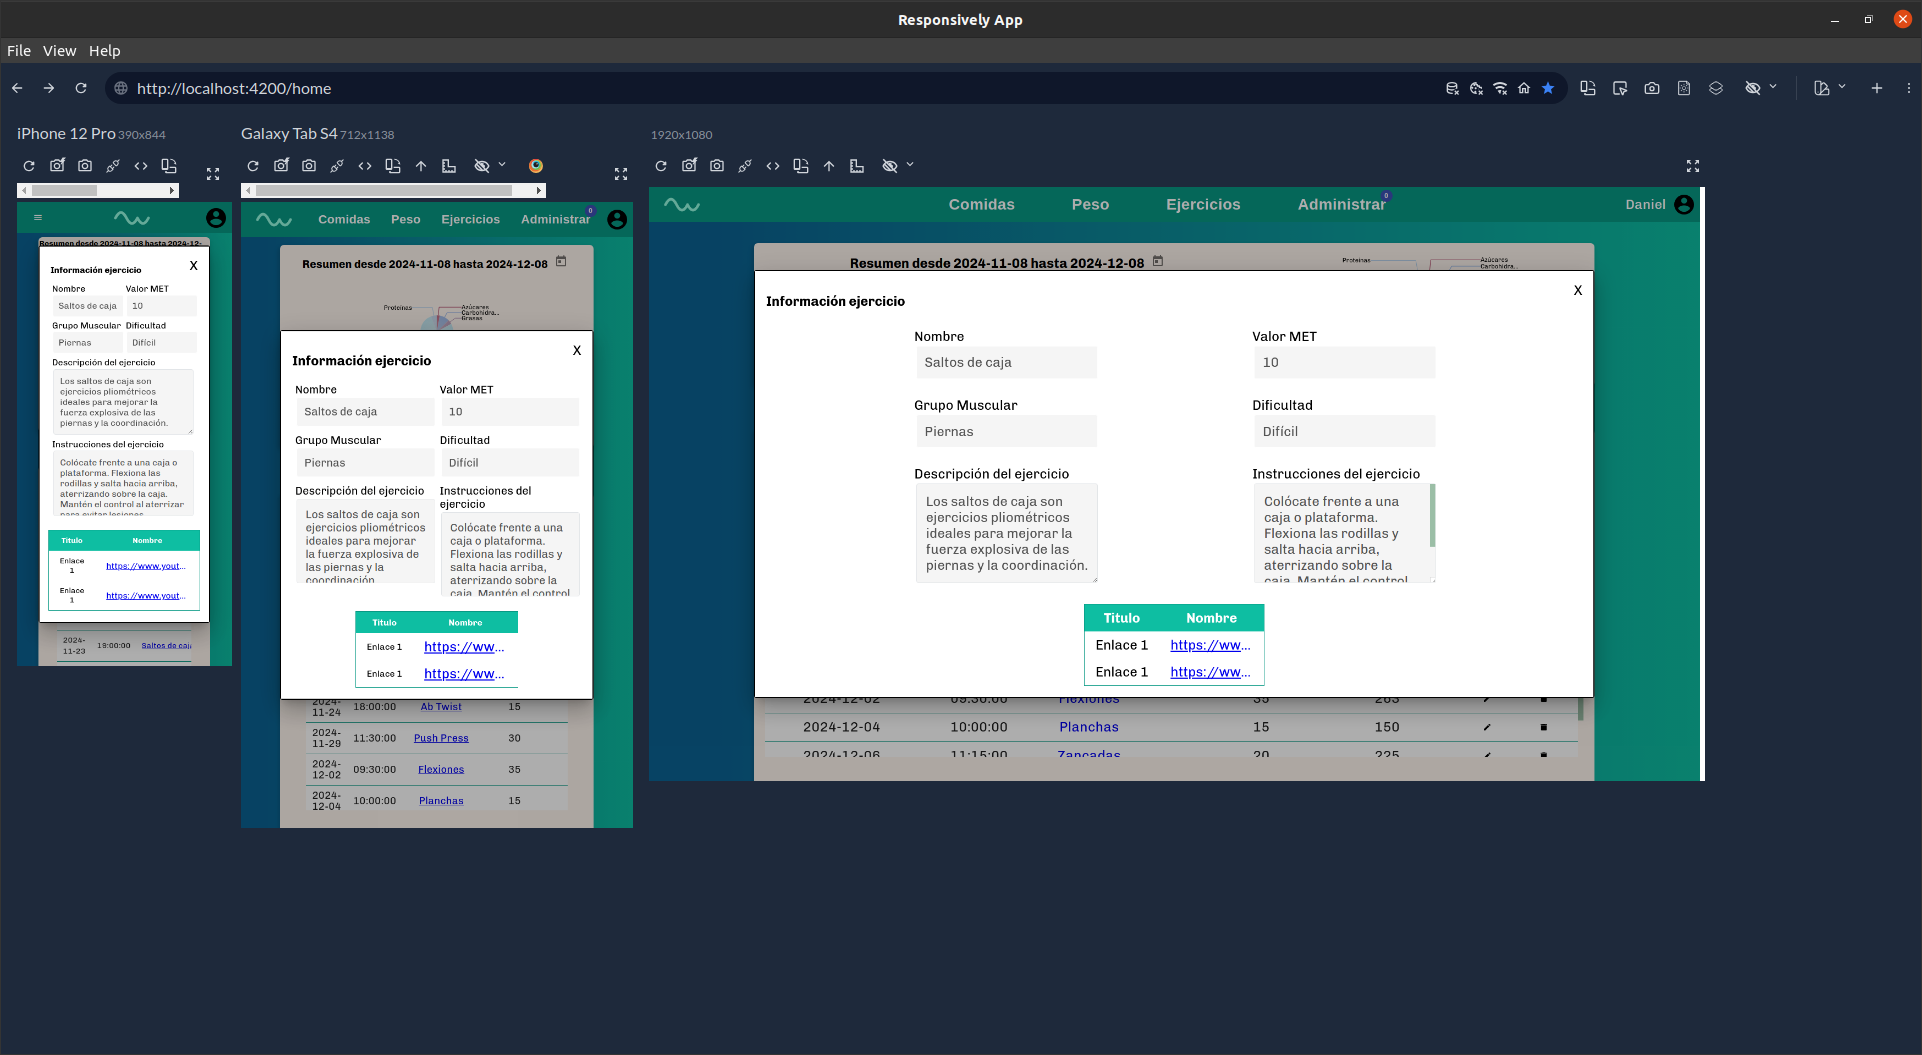 Responsively App
File View Help
http://localhost:4200/home
iPhone 12 Pro 390x844
Resumen desde 2024-11-08 hasta 2024-12-
Información ejercicio X
Nombre Valor MET
Saltos de caja 10
Grupo Muscular Dificultad
Piernas Difícil
Descripción del ejercicio
Los saltos de caja son
ejercicios pliométricos
ideales para mejorar la
fuerza explosiva de las
piernas y la coordinación.
Instrucciones del ejercicio
Colócate frente a una caja o
plataforma. Flexiona las
rodillas y salta hacia arriba,
aterrizando sobre la caja.
Mantén el control al aterrizar
para evitar lesiones.
Titulo Nombre
Enlace
1 https://www.yout...
Enlace
1 https://www.yout...
2024-
11-23 19:00:00 Saltos de caj
Galaxy Tab S4 712x1138
Comidas Peso Ejercicios Administrar 0
Resumen desde 2024-11-08 hasta 2024-12-08
Proteinas
Azúcares
Carbohidra...
Grasas
Información ejercicio X
Nombre Valor MET
Saltos de caja 10
Grupo Muscular Dificultad
Piernas Difícil
Descripción del ejercicio
Los saltos de caja son
ejercicios pliométricos
ideales para mejorar
la fuerza explosiva de
las piernas y la
coordinación.
Instrucciones del
ejercicio
Colócate frente a una
caja o plataforma.
Flexiona las rodillas y
salta hacia arriba,
aterrizando sobre la
caja. Mantén el control
Titulo Nombre
Enlace 1 https://ww...
Enlace 1 https://ww...
2024-
11-24 18:00:00 Ab Twist 15
2024-
11-29 11:30:00 Push Press 30
2024-
12-02 09:30:00 Flexiones 35
2024-
12-04 10:00:00 Planchas 15
1920x1080
Comidas Peso Ejercicios Administrar 0 Daniel
Resumen desde 2024-11-08 hasta 2024-12-08
Proteinas
Azúcares
Carbohidra...
Información ejercicio X
Nombre Valor MET
Saltos de caja 10
Grupo Muscular Dificultad
Piernas Difícil
Descripción del ejercicio
Los saltos de caja son
ejercicios pliométricos
ideales para mejorar la
fuerza explosiva de las
piernas y la coordinación.
Instrucciones del ejercicio
Colócate frente a una
caja o plataforma.
Flexiona las rodillas y
salta hacia arriba,
aterrizando sobre la
caja. Mantén el control
Titulo Nombre
Enlace 1 https://ww...
Enlace 1 https://ww...
2024-12-02 09:30:00 Flexiones 35 263
2024-12-04 10:00:00 Planchas 15 150
2024-12-06 11:15:00 Zancadas 20 225